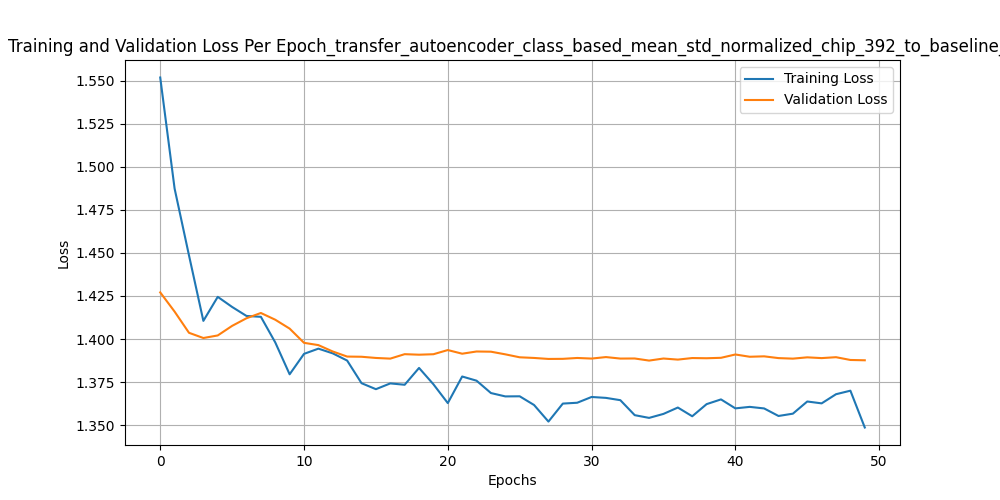 Training and Validation Loss Per Epoch_transfer_autoencoder_class_based_mean_std_normalized_chip_392_to_baseline_
Training Loss
Validation Loss
1.550
1.525
1.500
1.475
1.450
1.425
1.400
1.375
1.350
Loss
0 10 20 30 40 50
Epochs